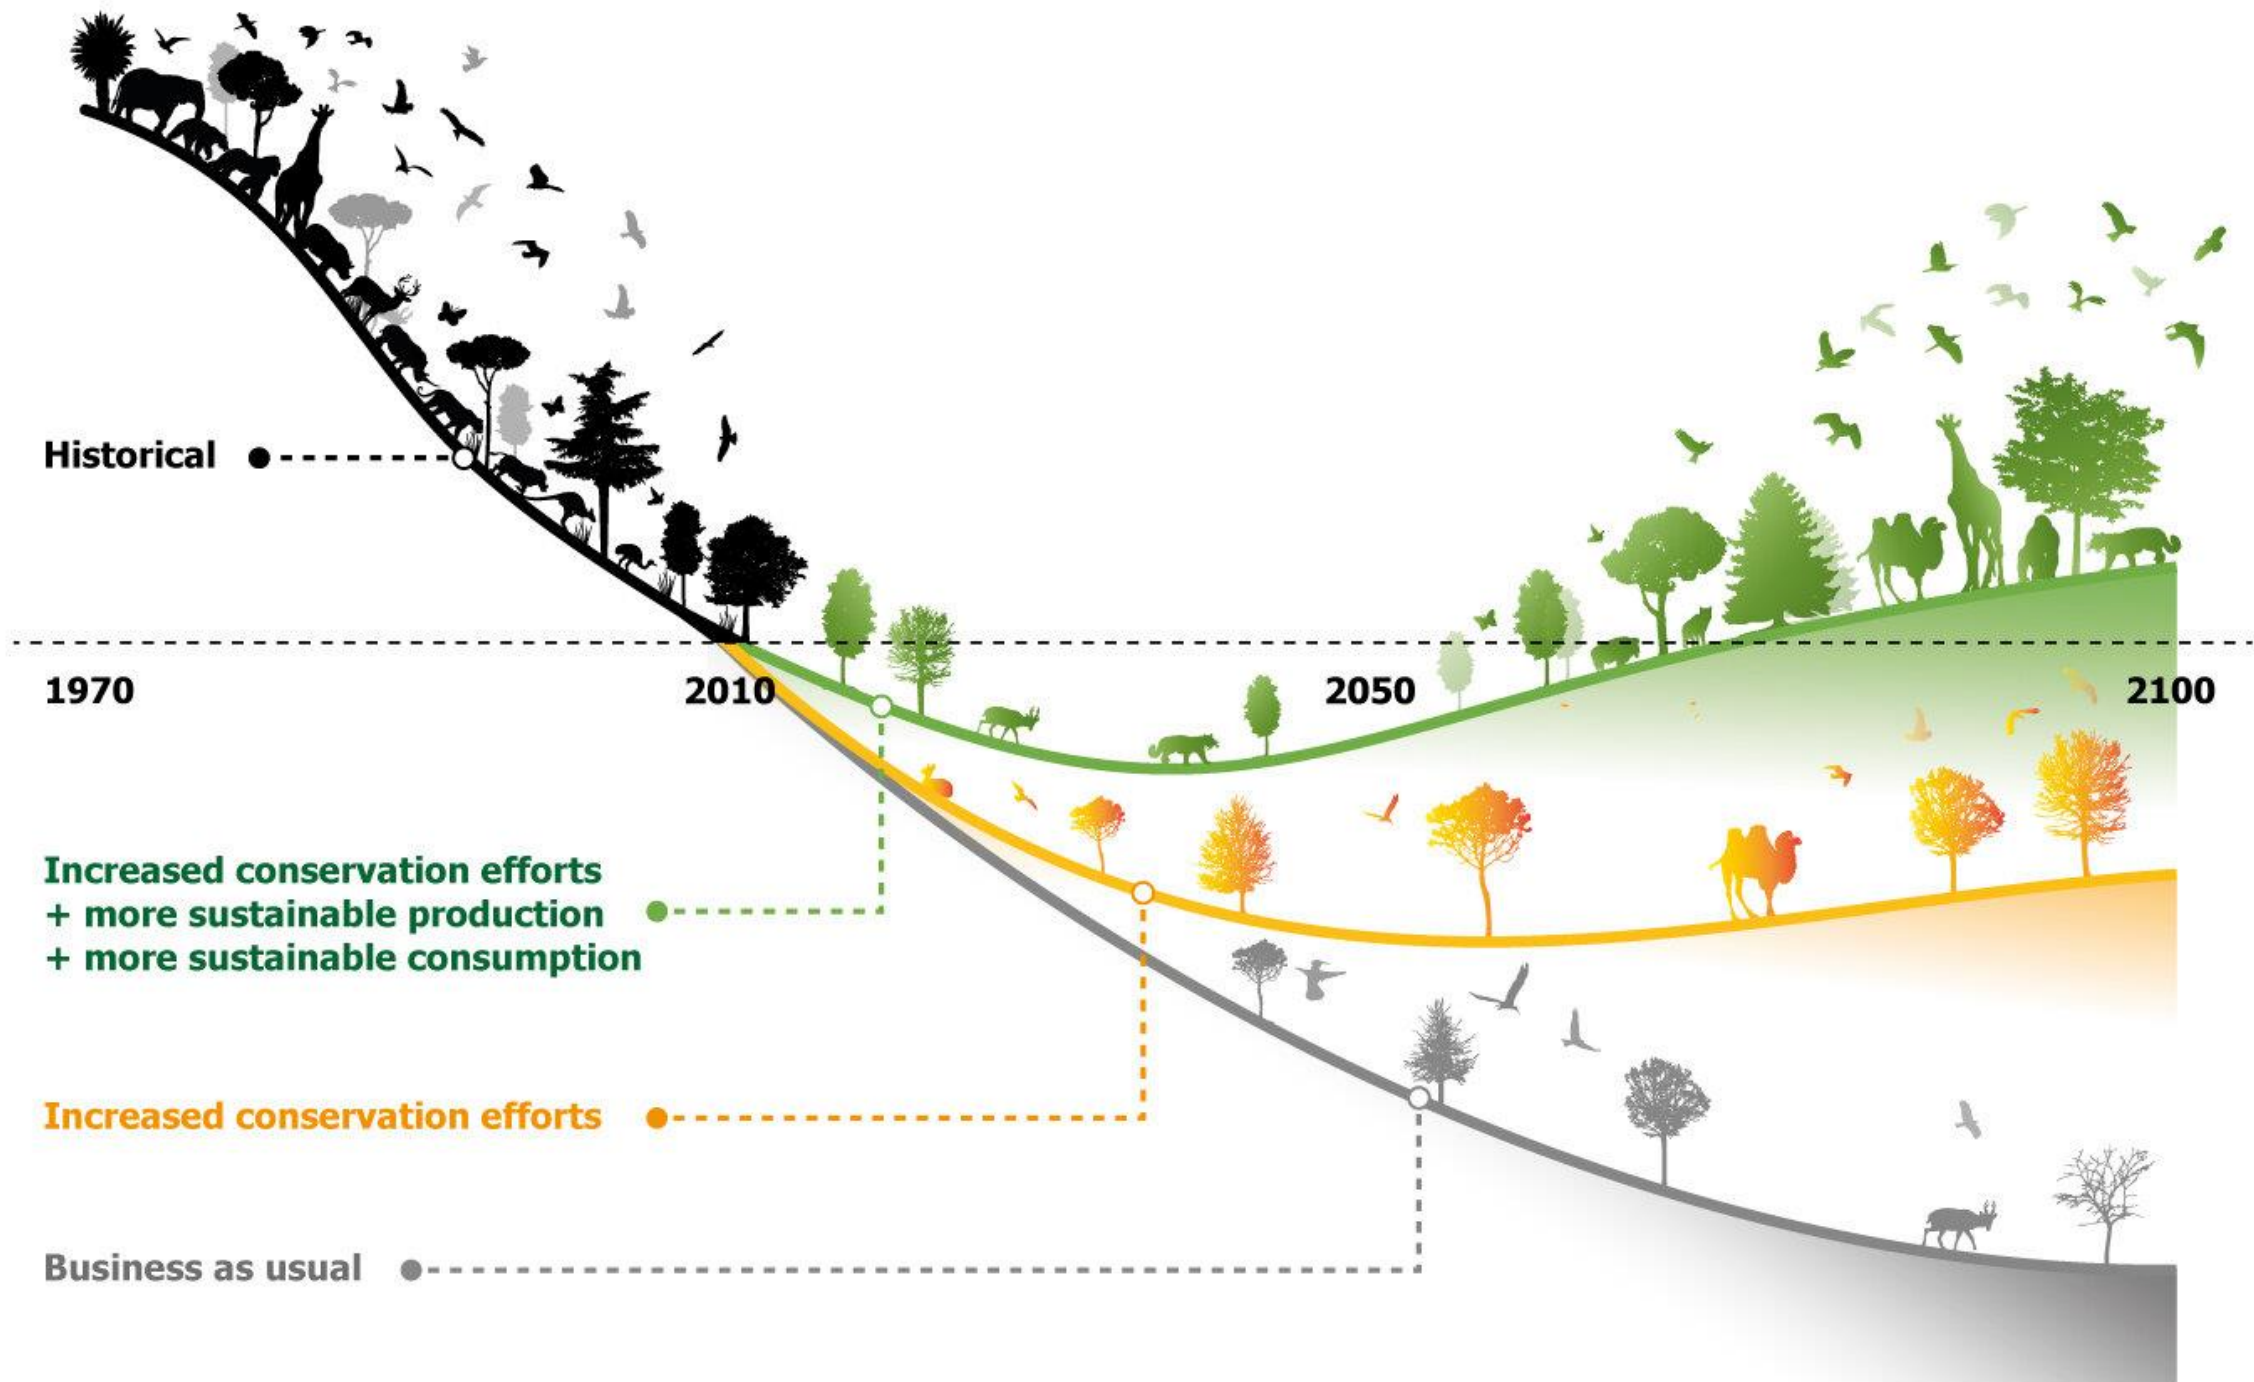 Historical
1970
2010
2050
2100
Increased conservation efforts
+ more sustainable production
+ more sustainable consumption
Increased conservation efforts
Business as usual